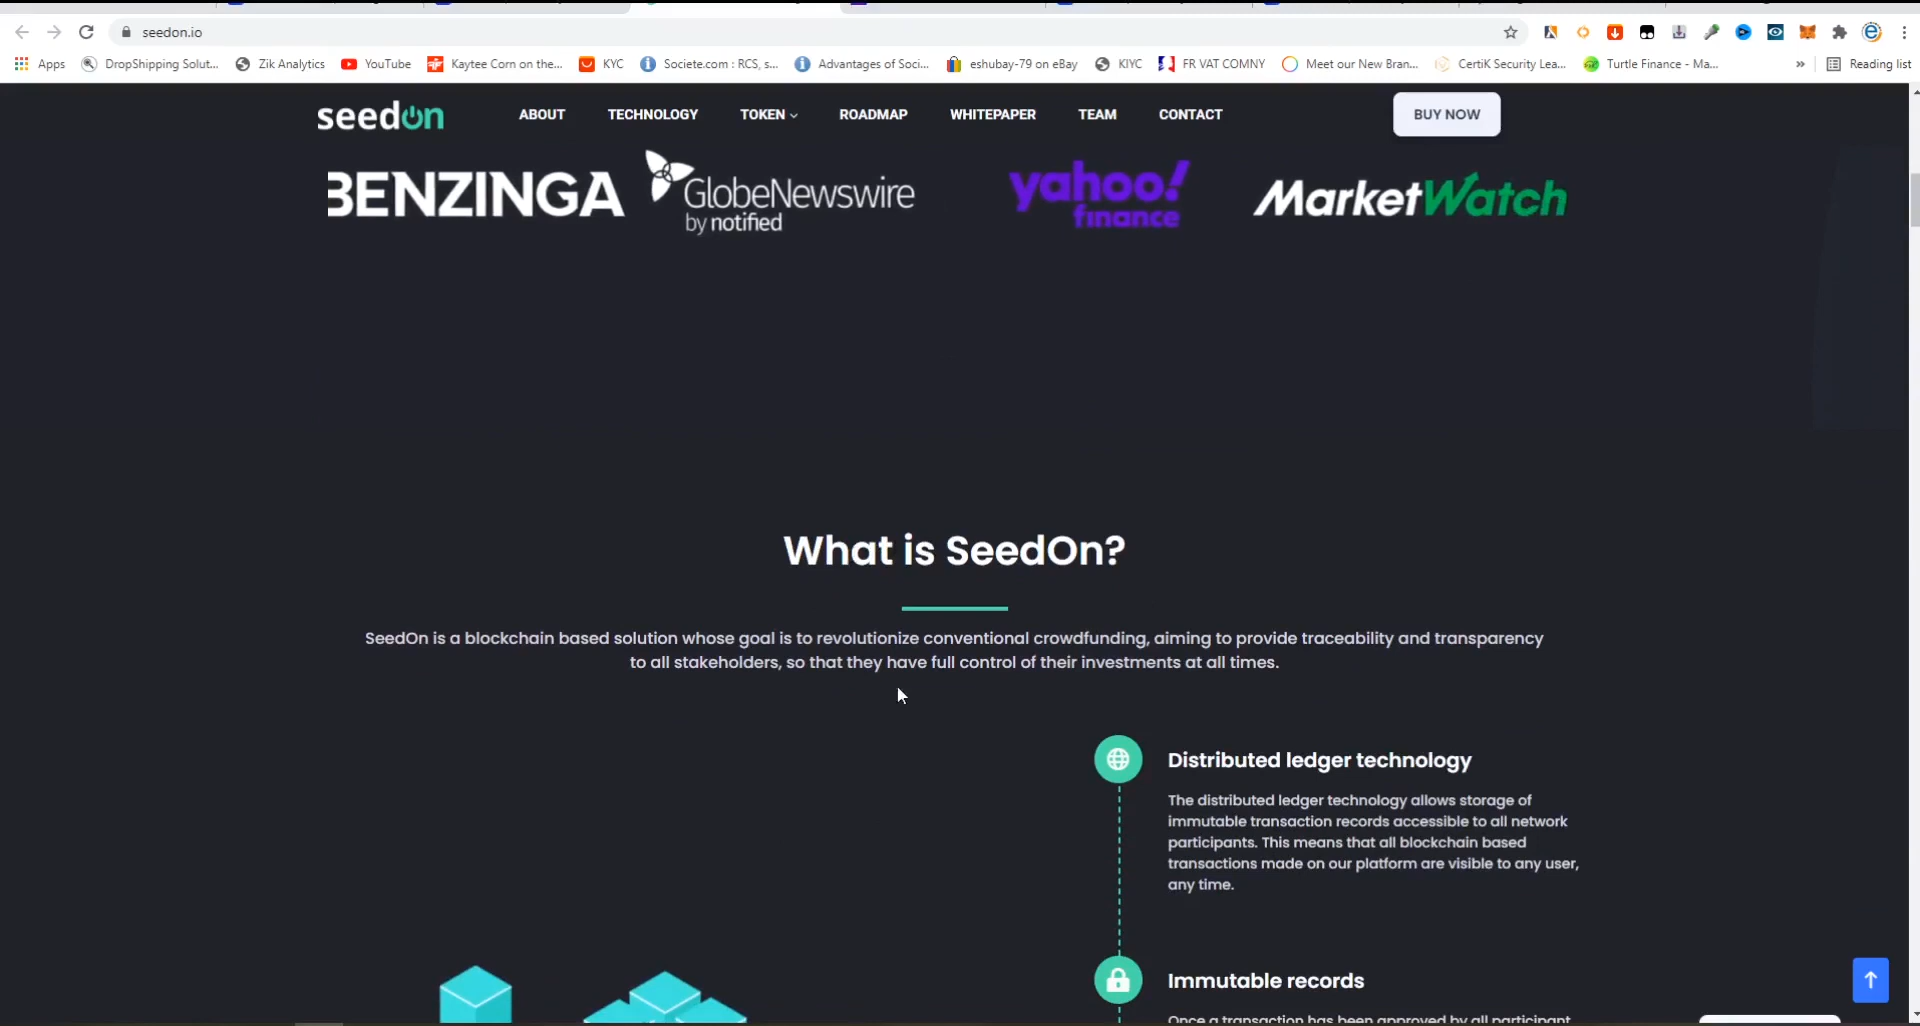 seedon.io
Apps DropShipping Solut... Zik Analytics YouTube Kaytee Corn on the... KYC Societe.com : RCS, s... Advantages of Soci... eshubay-79 on eBay KIYC FR VAT COMNY Meet our New Bran... CertiK Security Lea... Turtle Finance - Ma... » Reading list
seedon ABOUT TECHNOLOGY TOKEN ROADMAP WHITEPAPER TEAM CONTACT BUY NOW
BENZINGA GlobeNewswire yahoo! MarketWatch
by notified finance
What is SeedOn?
SeedOn is a blockchain based solution whose goal is to revolutionize conventional crowdfunding, aiming to provide traceability and transparency
to all stakeholders, so that they have full control of their investments at all times.
Distributed ledger technology
The distributed ledger technology allows storage of
immutable transaction records accessible to all network
participants. This means that all blockchain based
transactions made on our platform are visible to any user,
any time.
Immutable records
Once a transaction has been approved by all participant